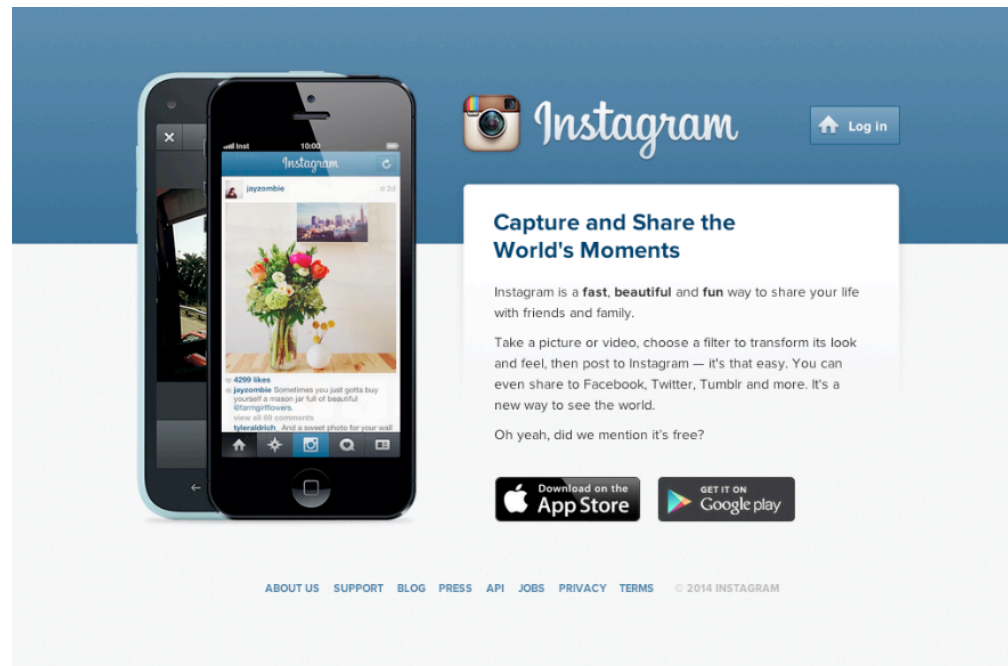 Instagram
Log in
Inst 10:00
Instagram
jayzombie 2d
4299 likes
jayzombie Sometimes you just gotta buy
yourself a mason jar full of beautiful
@farmgirlflowers.
view all 69 comments
tyleraldrich And a sweet photo for your wall
Capture and Share the
World's Moments
Instagram is a fast, beautiful and fun way to share your life
with friends and family.
Take a picture or video, choose a filter to transform its look
and feel, then post to Instagram — it's that easy. You can
even share to Facebook, Twitter, Tumblr and more. It's a
new way to see the world.
Oh yeah, did we mention it's free?
Download on the
App Store
GET IT ON
Google play
ABOUT US SUPPORT BLOG PRESS API JOBS PRIVACY TERMS © 2014 INSTAGRAM